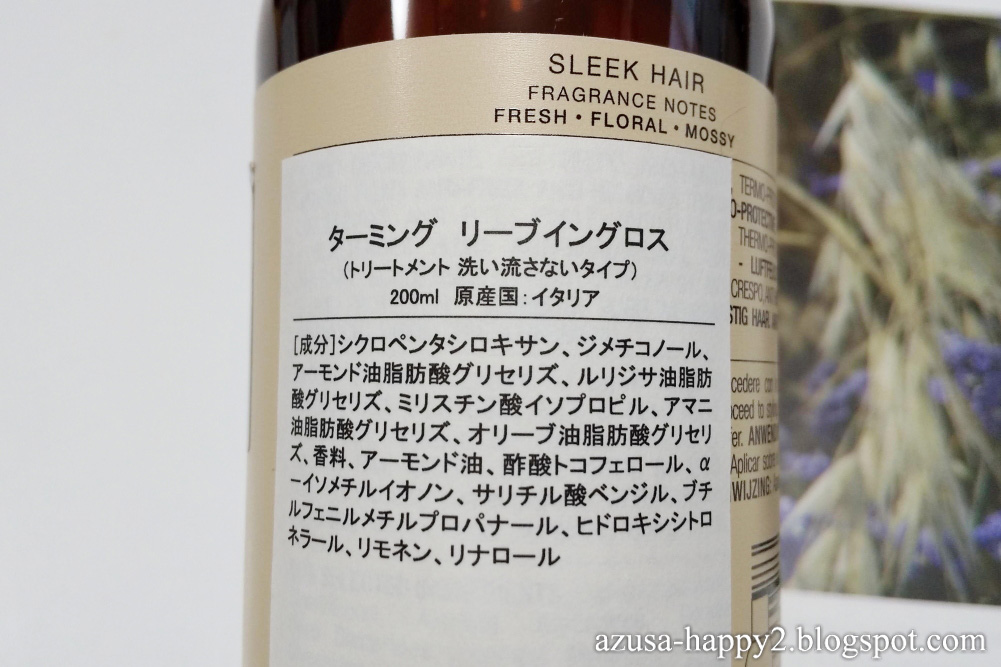 SLEEK HAIR
FRAGRANCE NOTES
FRESH • FLORAL • MOSSY
ターミング リーブイングロス
(トリートメント 洗い流さないタイプ)
200ml 原産国:イタリア
[成分]シクロペンタシロキサン、ジメチコノール、
アーモンド油脂肪酸グリセリズ、ルリジサ油脂肪
酸グリセリズ、ミリスチン酸イソプロピル、アマニ
油脂肪酸グリセリズ、オリーブ油脂肪酸グリセリ
ズ、香料、アーモンド油、酢酸トコフェロール、α
ーイソメチルイオノン、サリチル酸ベンジル、ブチ
ルフェニルメチルプロパナール、ヒドロキシシトロ
ネラール、リモネン、リナロール
CRESPO.
HAAR.
to
Aplicar
azusa-happy2.blogspot.com